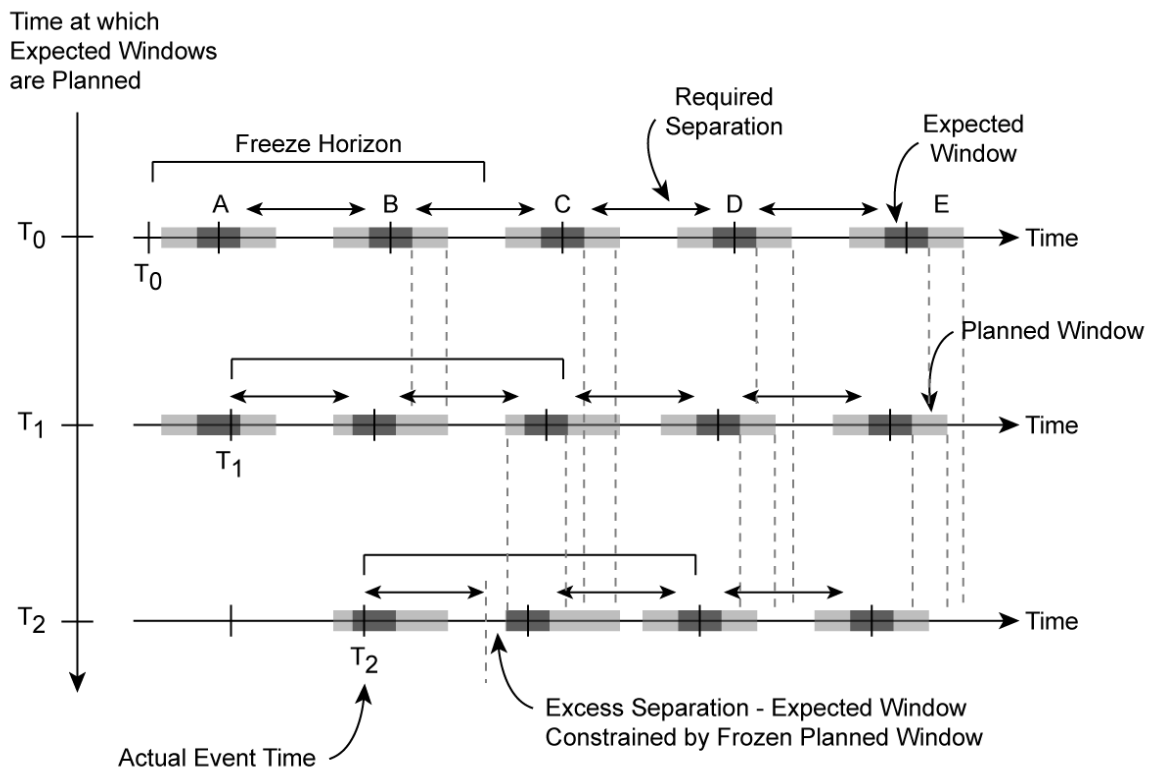 Time at which
Expected Windows
are Planned
Required
Separation
Expected
Window
Freeze Horizon
A
B
C
D
E
T0
Time
T0
Planned Window
T1
Time
T1
T2
Time
T2
Excess Separation - Expected Window
Constrained by Frozen Planned Window
Actual Event Time